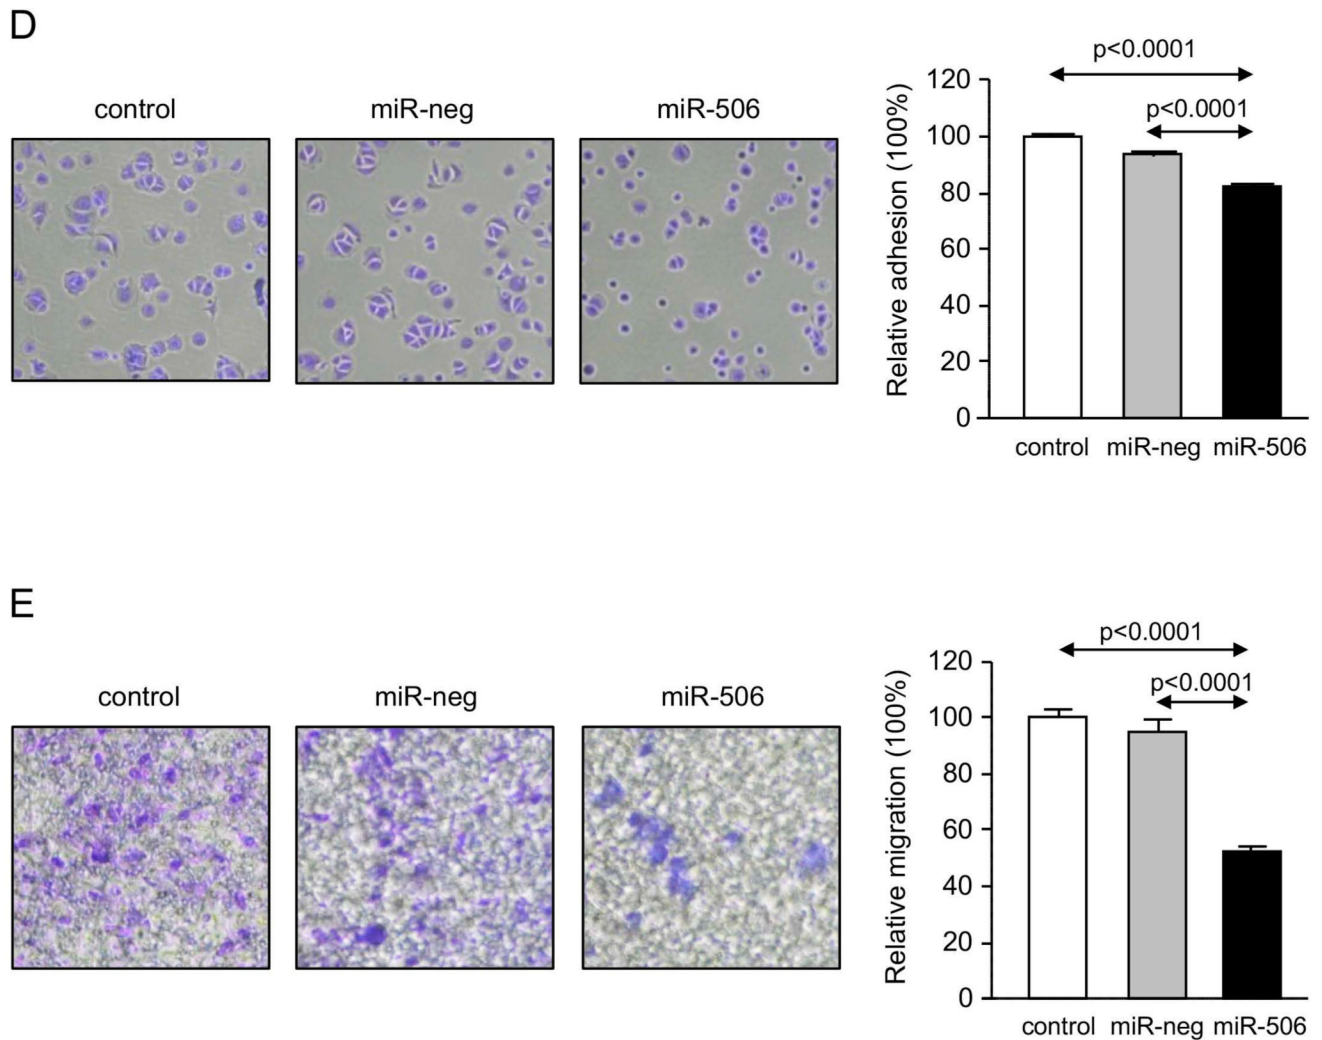 D
control
miR-neg
miR-506
p<0.0001
p<0.0001
Relative adhesion (100%)
120
100
80
60
40
20
0
control miR-neg miR-506
E
control
miR-neg
miR-506
p<0.0001
p<0.0001
Relative migration (100%)
120
100
80
60
40
20
0
control miR-neg miR-506